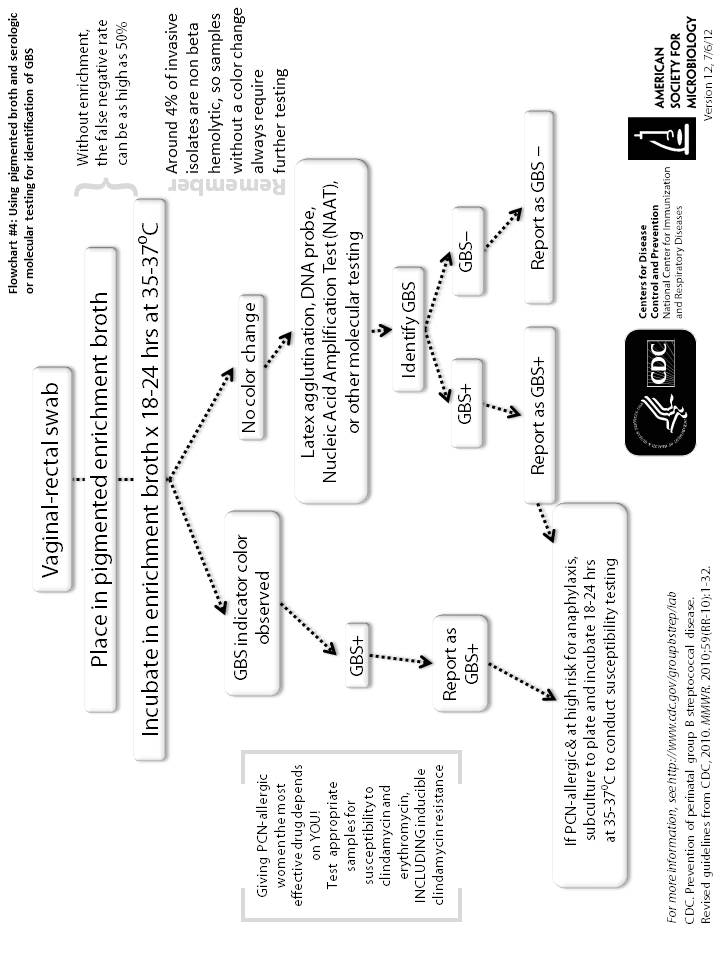 Flowchart #4: Using pigmented broth and serologic
or molecular testing for identification of GBS
Vaginal-rectal swab
Place in pigmented enrichment broth
Without enrichment,
the false negative rate
can be as high as 50%
Incubate in enrichment broth x 18-24 hrs at 35-37⁰C
Remember
Around 4% of invasive
isolates are non beta
hemolytic, so samples
without a color change
always require
further testing
GBS indicator color
observed
No color change
Giving PCN-allergic
women the most
effective drug depends
on YOU!
Test appropriate
samples for
susceptibility to
clindamycin and
erythromycin,
INCLUDING inducible
clindamycin resistance
Latex agglutination, DNA probe,
Nucleic Acid Amplification Test (NAAT),
or other molecular testing
GBS+
Identify GBS
Report as
GBS+
GBS+
GBS–
Report as GBS+
Report as GBS –
If PCN-allergic & at high risk for anaphylaxis,
subculture to plate and incubate 18-24 hrs
at 35-37⁰C to conduct susceptibility testing
For more information, see http://www.cdc.gov/groupbstrep/lab
CDC. Prevention of perinatal group B streptococcal disease.
Revised guidelines from CDC, 2010. MMWR. 2010;59(RR-10):1-32.
CDC
Centers for Disease
Control and Prevention
National Center for Immunization
and Respiratory Diseases
AMERICAN
SOCIETY FOR
MICROBIOLOGY
Version 1.2, 7/6/12